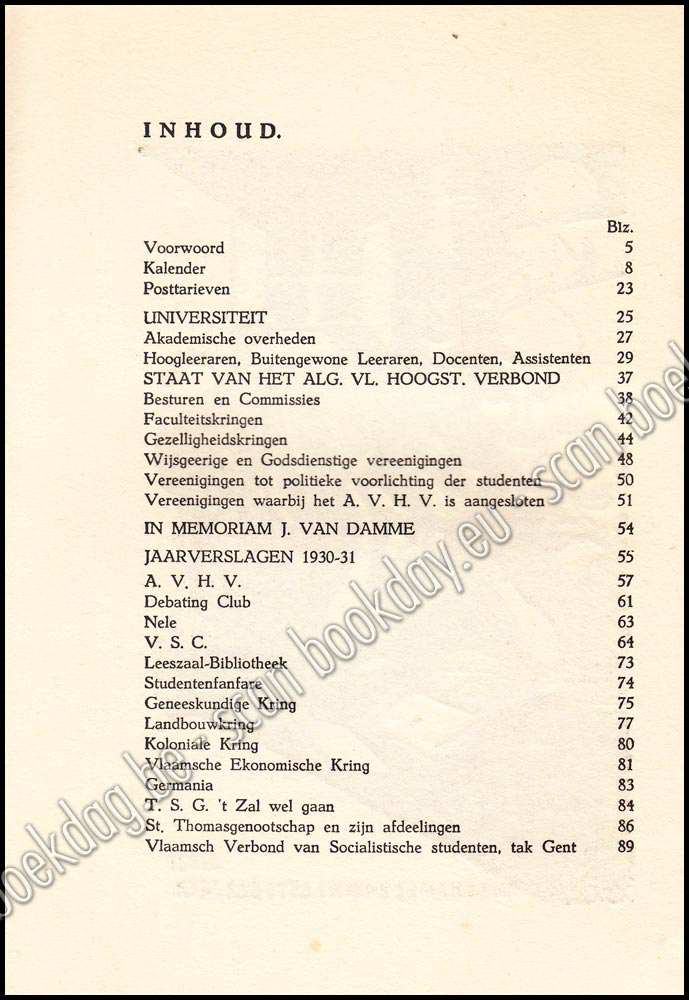 INHOUD.
Blz.
Voorwoord 5
Kalender 8
Posttarieven 23
UNIVERSITEIT 25
Akademische overheden 27
Hoogleeraren, Buitengewone Leeraren, Docenten, Assistenten 29
STAAT VAN HET ALG. VL. HOOGST. VERBOND 37
Besturen en Commissies 38
Faculteitskringen 42
Gezelligheidskringen 44
Wijsgeerige en Godsdienstige vereenigingen 48
Vereenigingen tot politieke voorlichting der studenten 50
Vereenigingen waarbij het A. V. H. V. is aangesloten 51
IN MEMORIAM J. VAN DAMME 54
JAARVERSLAGEN 1930-31 55
A. V. H. V. 57
Debating Club 61
Nele 63
V. S. C. 64
Leeszaal-Bibliotheek 73
Studentenfanfare 74
Geneeskundige Kring 75
Landbouwkring 77
Koloniale Kring 80
Vlaamsche Ekonomische Kring 81
Germania 83
T. S. G. 't Zal wel gaan 84
St. Thomasgenootschap en zijn afdeelingen 86
Vlaamsch Verbond van Socialistische studenten, tak Gent 89
boekdag.be - scan bookday.eu - scan boek